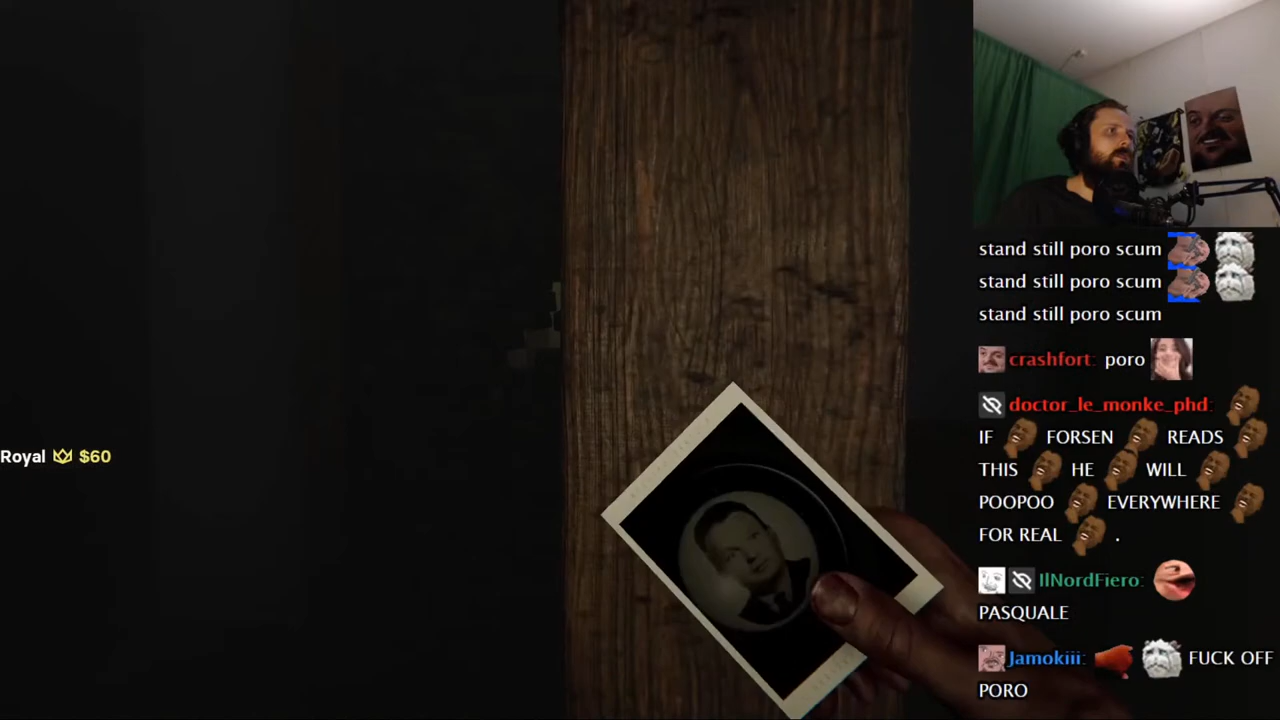 Royal $60
stand still poro scum
stand still poro scum
stand still poro scum
crashfort: poro
doctor_le_monke_phd:
IF FORSEN READS
THIS HE WILL
POOPOO EVERYWHERE
FOR REAL .
IlNordFiero:
PASQUALE
Jamokiii: FUCK OFF
PORO